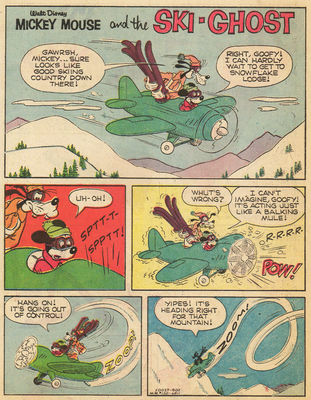 Walt Disney
MICKEY MOUSE and the SKI-GHOST
GAWRSH,
MICKEY... SURE
LOOKS LIKE
GOOD SKIING
COUNTRY DOWN
THERE!
RIGHT, GOOFY!
I CAN HARDLY
WAIT TO GET TO
SNOWFLAKE
LODGE!
UH-OH!
SPTT-T-
SPPTT!
WHUT'S
WRONG?
I CAN'T
IMAGINE, GOOFY!
IT'S ACTING JUST
LIKE A BALKING
MULE!
R-R-R-R.
POW!
HANG ON!
IT'S GOING OUT
OF CONTROL!
ZOOM!
YIPES! IT'S
HEADING RIGHT
FOR THAT
MOUNTAIN!
ZOOM!